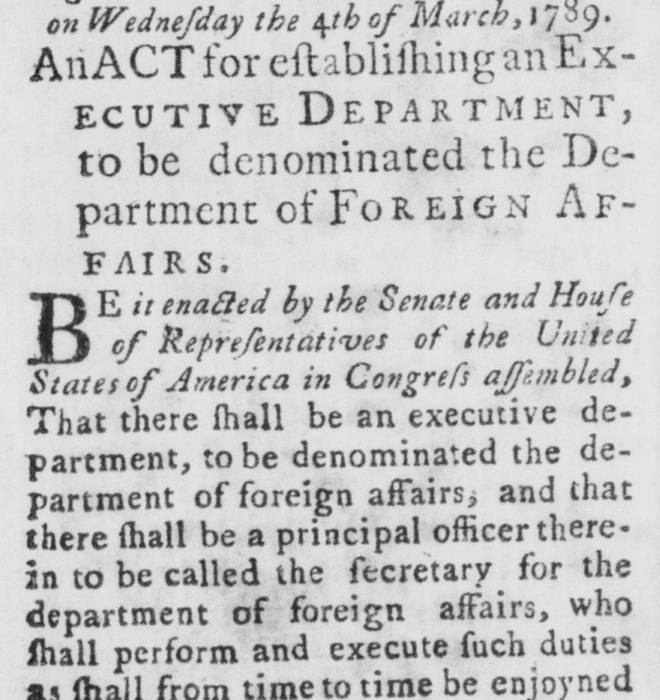 on Wedneſday the 4th of March, 1789.
An ACT for eſtabliſhing an Ex-
ECUTIVE DEPARTMENT,
to be denominated the De-
partment of FOREIGN AF-
FAIRS.
BE it enacted by the Senate and Houſe
of Repreſentatives of the United
States of America in Congreſs aſſembled,
That there ſhall be an executive de-
partment, to be denominated the de-
partment of foreign affairs; and that
there ſhall be a principal officer there-
in to be called the ſecretary for the
department of foreign affairs, who
ſhall perform and execute ſuch duties
as ſhall from time to time be enjoyned